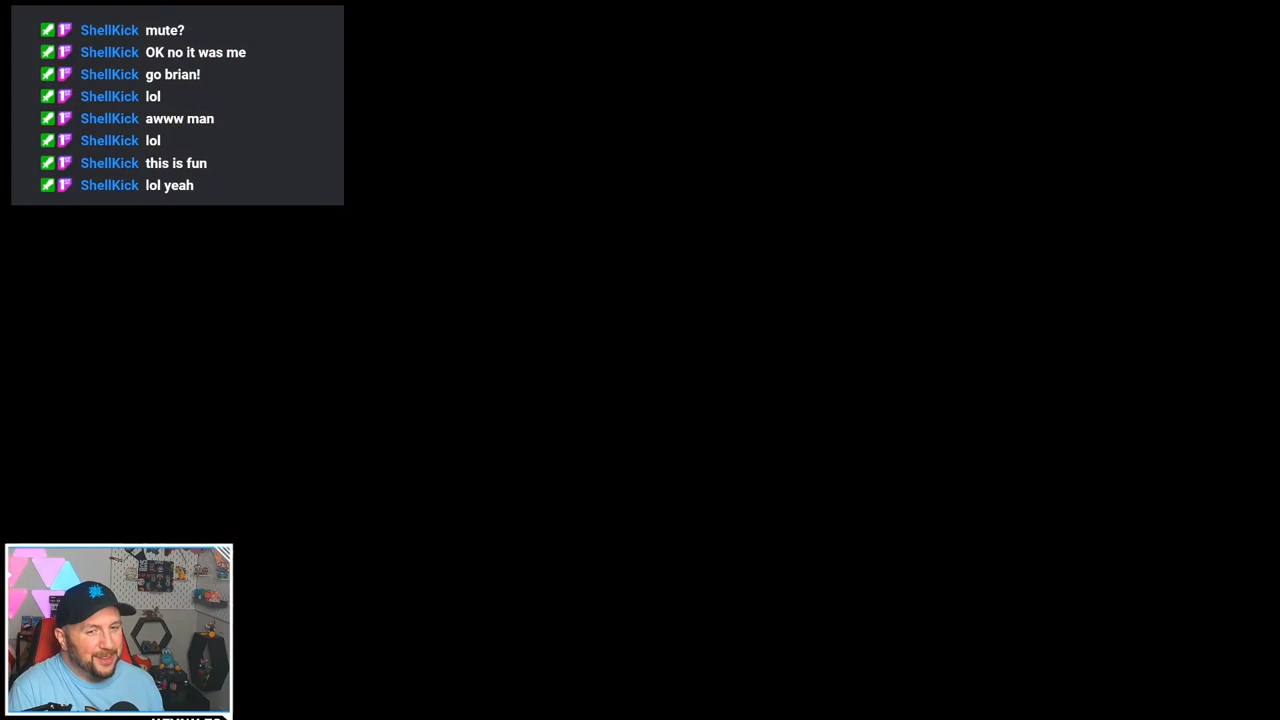 ShellKick mute?
ShellKick OK no it was me
ShellKick go brian!
ShellKick lol
ShellKick awww man
ShellKick lol
ShellKick this is fun
ShellKick lol yeah